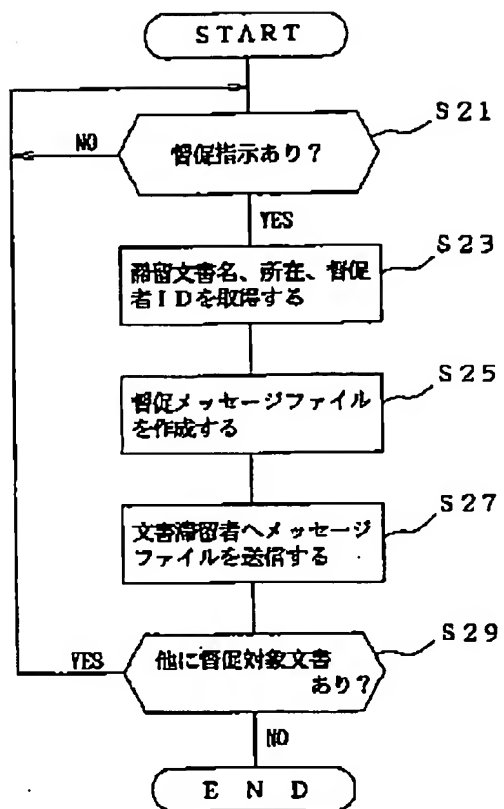 START
S21
督促指示あり?
NO
YES
S23
滞留文書名、所在、督促
者IDを取得する
S25
督促メッセージファイル
を作成する
S27
文書滞留者へメッセージ
ファイルを送信する
S29
他に督促対象文書
あり?
YES
NO
END